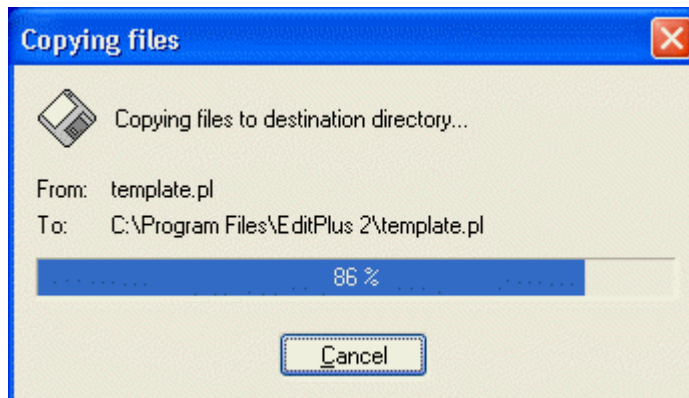 Copying files
Copying files to destination directory...
From: template.pl
To: C:\Program Files\EditPlus 2\template.pl
86 %
Cancel